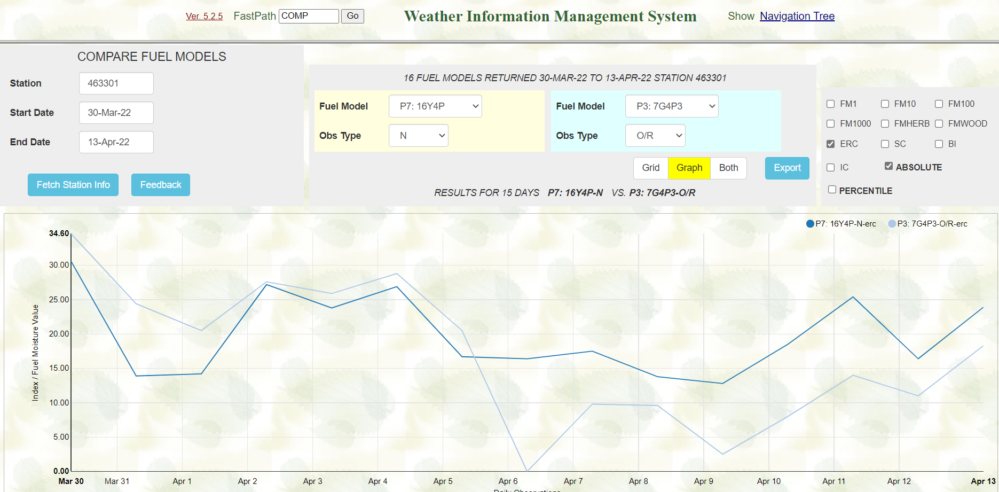 Ver. 5.2.5 FastPath COMP Go Weather Information Management System Show Navigation Tree
COMPARE FUEL MODELS
Station 463301
Start Date 30-Mar-22
End Date 13-Apr-22
Fetch Station Info Feedback
16 FUEL MODELS RETURNED 30-MAR-22 TO 13-APR-22 STATION 463301
Fuel Model P7: 16Y4P Fuel Model P3: 7G4P3
Obs Type N Obs Type O/R
Grid Graph Both Export
RESULTS FOR 15 DAYS P7: 16Y4P-N VS. P3: 7G4P3-O/R
FM1 FM10 FM100
FM1000 FMHERB FMWOOD
ERC SC BI
IC ABSOLUTE
PERCENTILE
P7: 16Y4P-N-erc P3: 7G4P3-O/R-erc
34.60
30.00
25.00
20.00
15.00
10.00
5.00
0.00
Index / Fuel Moisture Value
Mar 30 Mar 31 Apr 1 Apr 2 Apr 3 Apr 4 Apr 5 Apr 6 Apr 7 Apr 8 Apr 9 Apr 10 Apr 11 Apr 12 Apr 13
Daily Observations